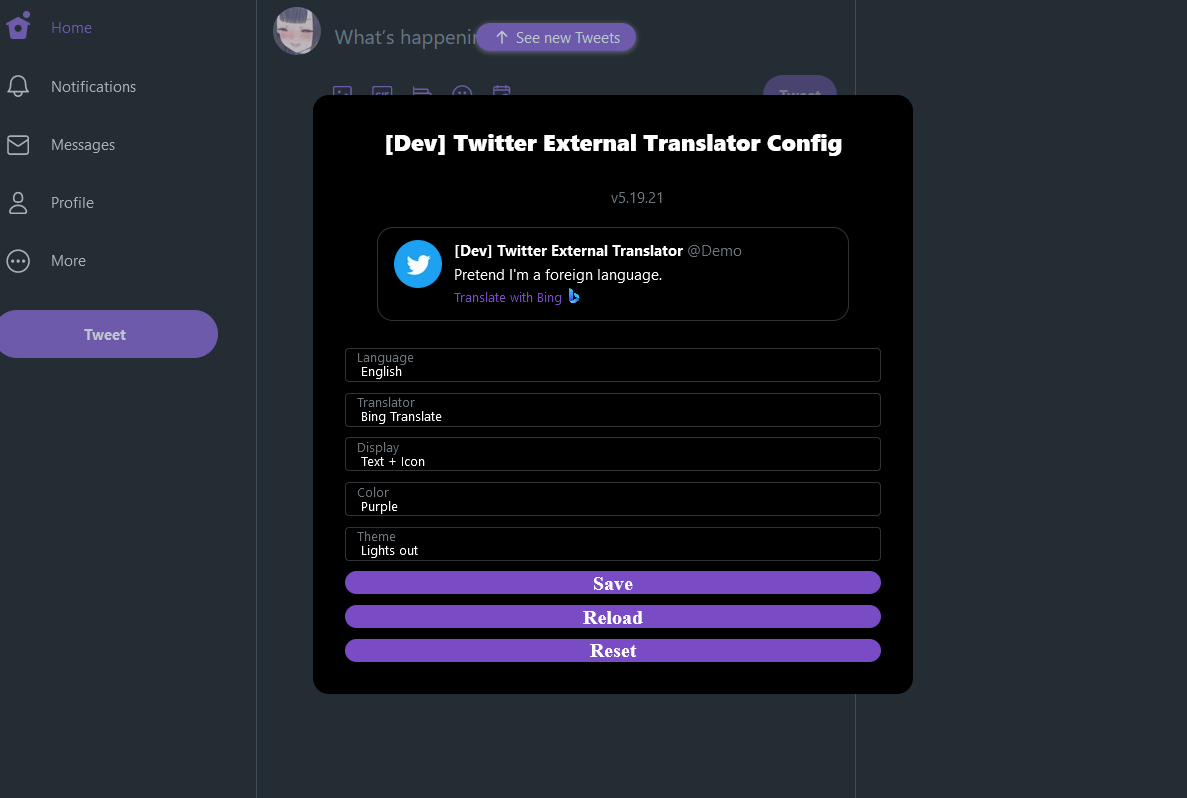 Home
Notifications
Messages
Profile
More
Tweet
What's happenin
↑ See new Tweets
GIF
Tweet
[Dev] Twitter External Translator Config
v5.19.21
[Dev] Twitter External Translator @Demo
Pretend I'm a foreign language.
Translate with Bing
Language
English
Translator
Bing Translate
Display
Text + Icon
Color
Purple
Theme
Lights out
Save
Reload
Reset